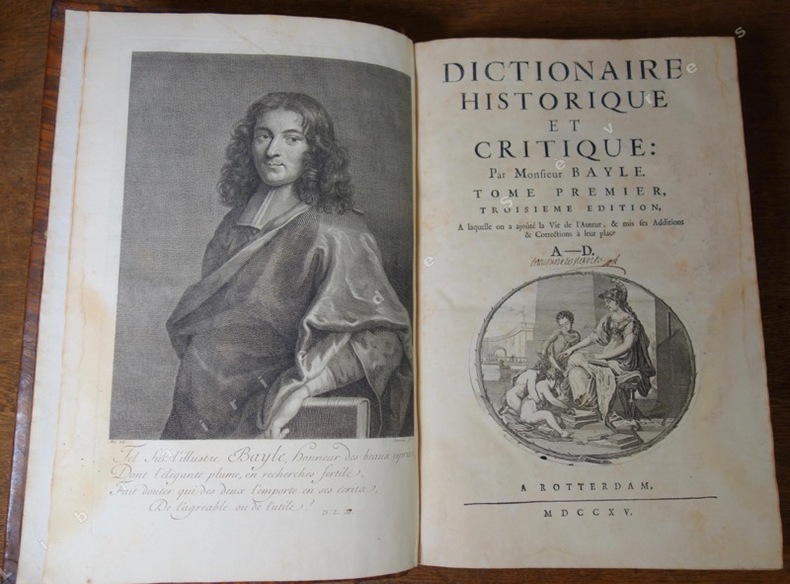 Tel fut l'illustre Bayle, honneur des beaux esprits,
Dont l'élégante plume, en recherches fertile,
Fait douter qui des deux l'emporte en ses écrits,
De l'agréable ou de l'utile!
D. L. M.
DICTIONAIRE
HISTORIQUE
ET
CRITIQUE:
Par Monsieur BAYLE.
TOME PREMIER,
TROISIEME EDITION,
A laquelle on a ajoûté la Vie de l'Auteur, & mis ses Additions
& Corrections à leur place
A—D.
A ROTTERDAM,
MDCCXV.